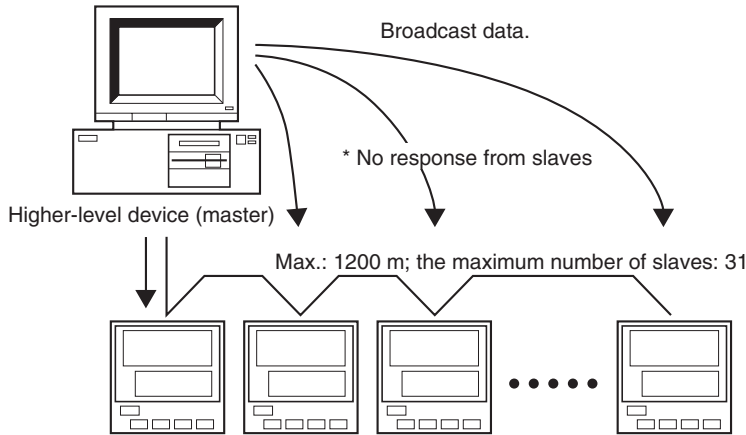 Broadcast data.
* No response from slaves
Higher-level device (master)
Max.: 1200 m; the maximum number of slaves: 31